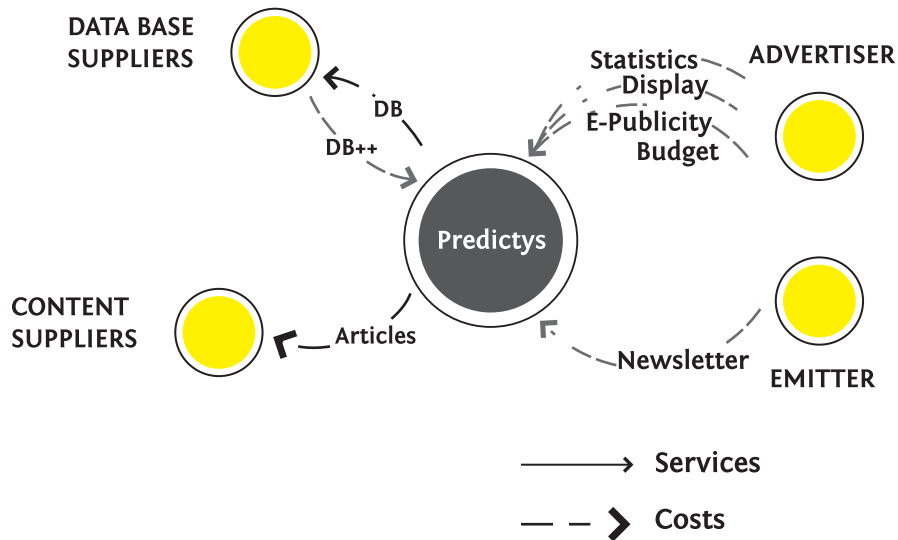 DATA BASE
SUPPLIERS
DB
DB++
Statistics
Display
E-Publicity
Budget
ADVERTISER
Predictys
CONTENT
SUPPLIERS
Articles
Newsletter
EMITTER
Services
Costs